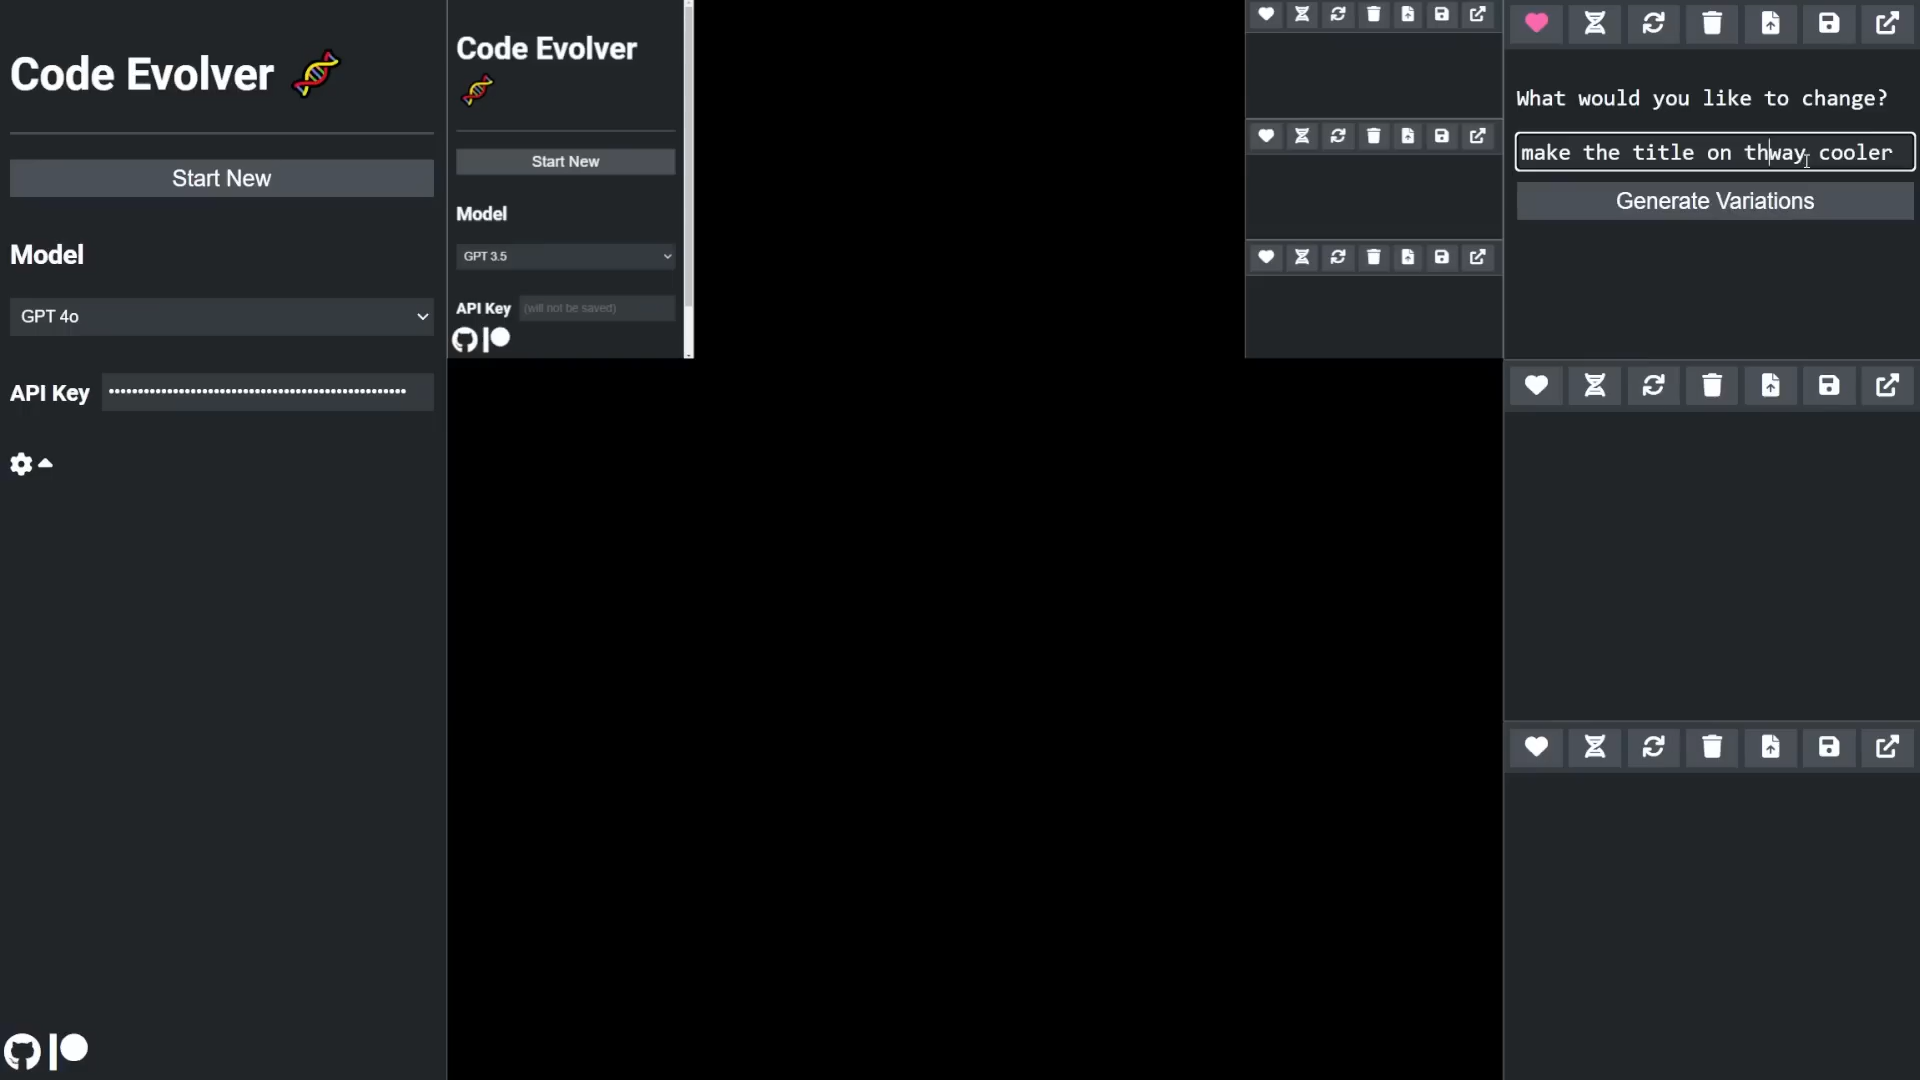 Code Evolver
Start New
Model
GPT 4o
API Key ••••••••••••••••••••••••••••••••••••••••••••••••••••
Code Evolver
Start New
Model
GPT 3.5
API Key (will not be saved)
What would you like to change?
make the title on thway cooler
Generate Variations